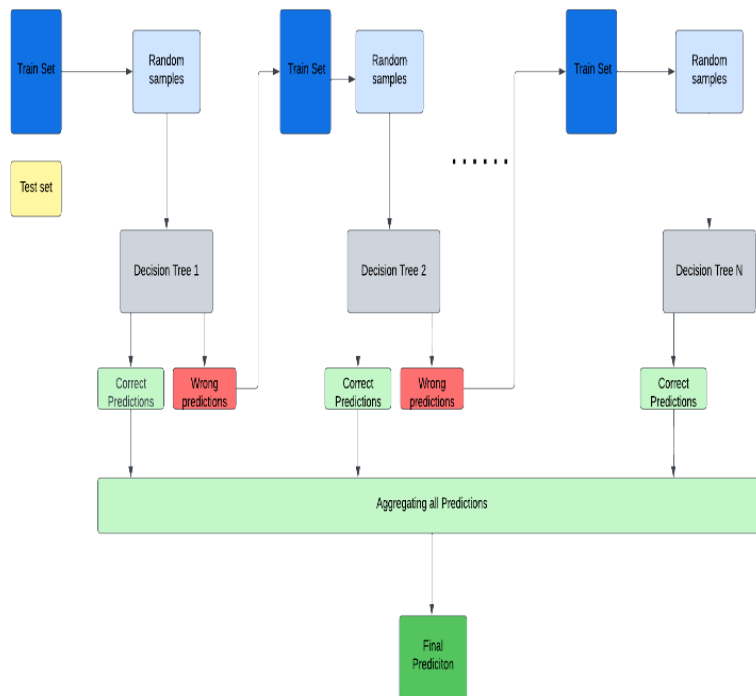 Train Set
Random
samples
Train Set
Random
samples
Train Set
Random
samples
Test set
Decision Tree 1
Decision Tree 2
Decision Tree N
Correct
Predictions
Wrong
predictions
Correct
Predictions
Wrong
predictions
Correct
Predictions
Aggregating all Predictions
Final
Prediciton